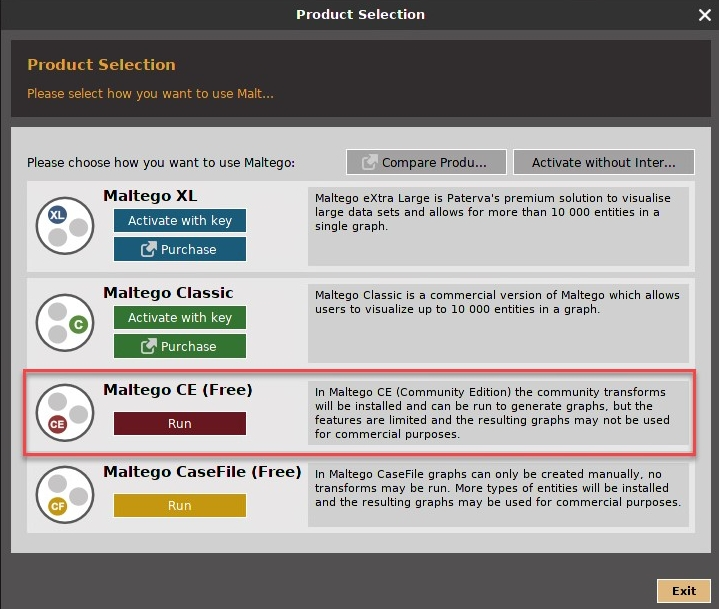 Product Selection
Product Selection
Please select how you want to use Malt...
Please choose how you want to use Maltego:
Compare Produ...
Activate without Inter...
XL
Maltego XL
Activate with key
Purchase
Maltego eXtra Large is Paterva's premium solution to visualise
large data sets and allows for more than 10 000 entities in a
single graph.
C
Maltego Classic
Activate with key
Purchase
Maltego Classic is a commercial version of Maltego which allows
users to visualize up to 10 000 entities in a graph.
CE
Maltego CE (Free)
Run
In Maltego CE (Community Edition) the community transforms
will be installed and can be run to generate graphs, but the
features are limited and the resulting graphs may not be used
for commercial purposes.
CF
Maltego CaseFile (Free)
Run
In Maltego CaseFile graphs can only be created manually, no
transforms may be run. More types of entities will be installed
and the resulting graphs may be used for commercial purposes.
Exit